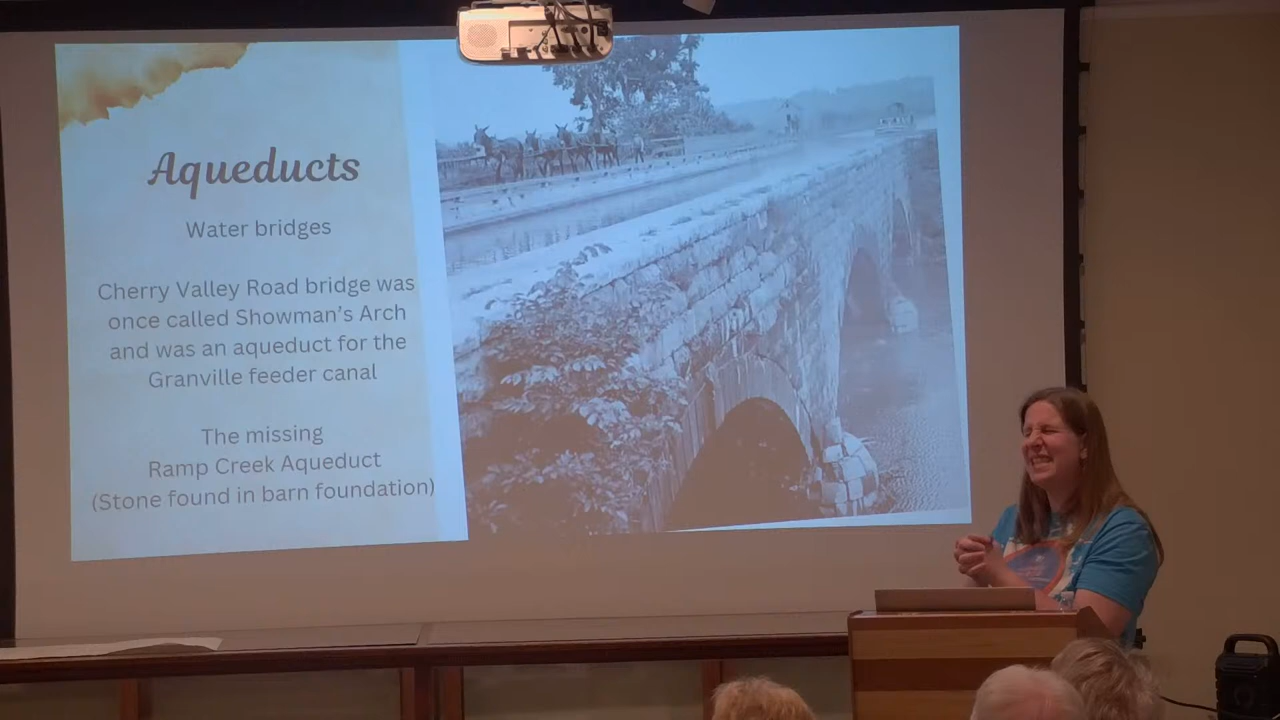 Aqueducts
Water bridges
Cherry Valley Road bridge was
once called Showman's Arch
and was an aqueduct for the
Granville feeder canal
The missing
Ramp Creek Aqueduct
(Stone found in barn foundation)